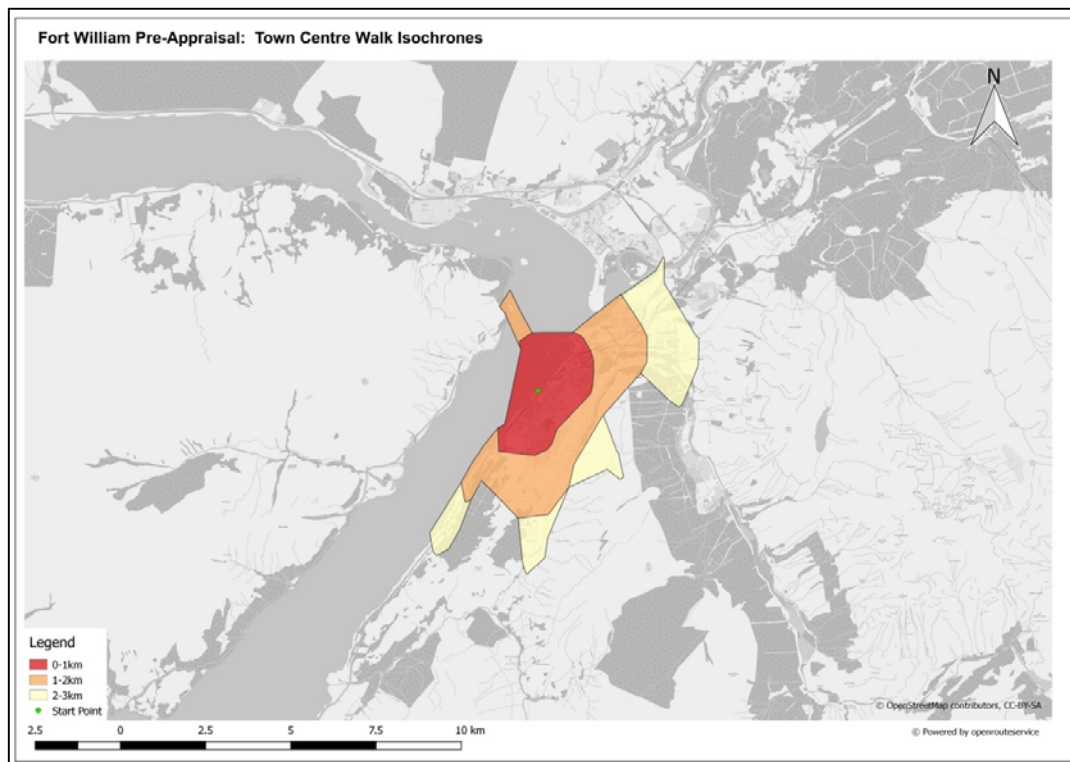 Fort William Pre-Appraisal: Town Centre Walk Isochrones
N
Legend
0-1km
1-2km
2-3km
Start Point
© OpenStreetMap contributors, CC-BY-SA
2.5 0 2.5 5 7.5 10 km
© Powered by openrouteservice